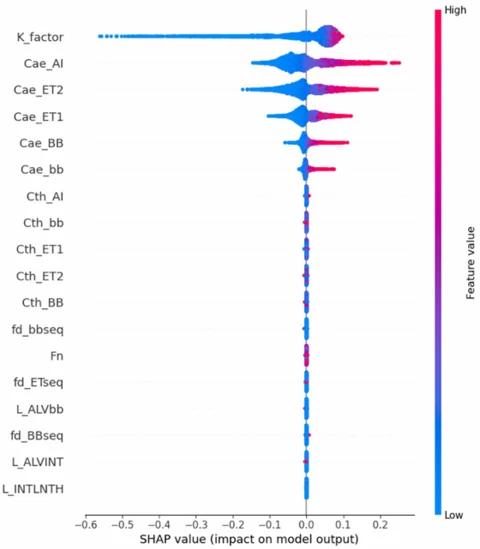 High
K_factor
Cae_AI
Cae_ET2
Cae_ET1
Cae_BB
Cae_bb
Cth_AI
Cth_bb
Cth_ET1
Cth_ET2
Cth_BB
fd_bbseq
Fn
fd_ETseq
L_ALVbb
fd_BBseq
L_ALVINT
L_INTLNTH
Feature value
Low
−0.6 −0.5 −0.4 −0.3 −0.2 −0.1 0.0 0.1 0.2
SHAP value (impact on model output)